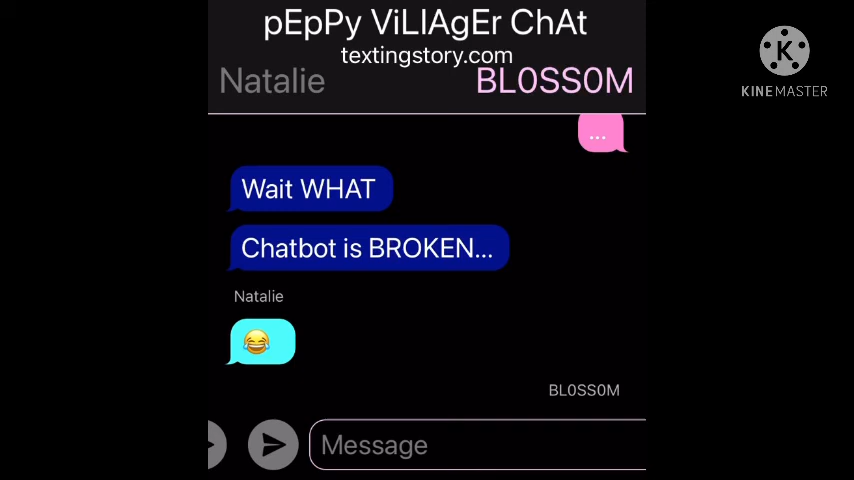 pEpPy ViLlAgEr ChAt
textingstory.com
Natalie
BL0SS0M
...
Wait WHAT
Chatbot is BROKEN...
Natalie
😂
BL0SS0M
Message
K
KINEMASTER